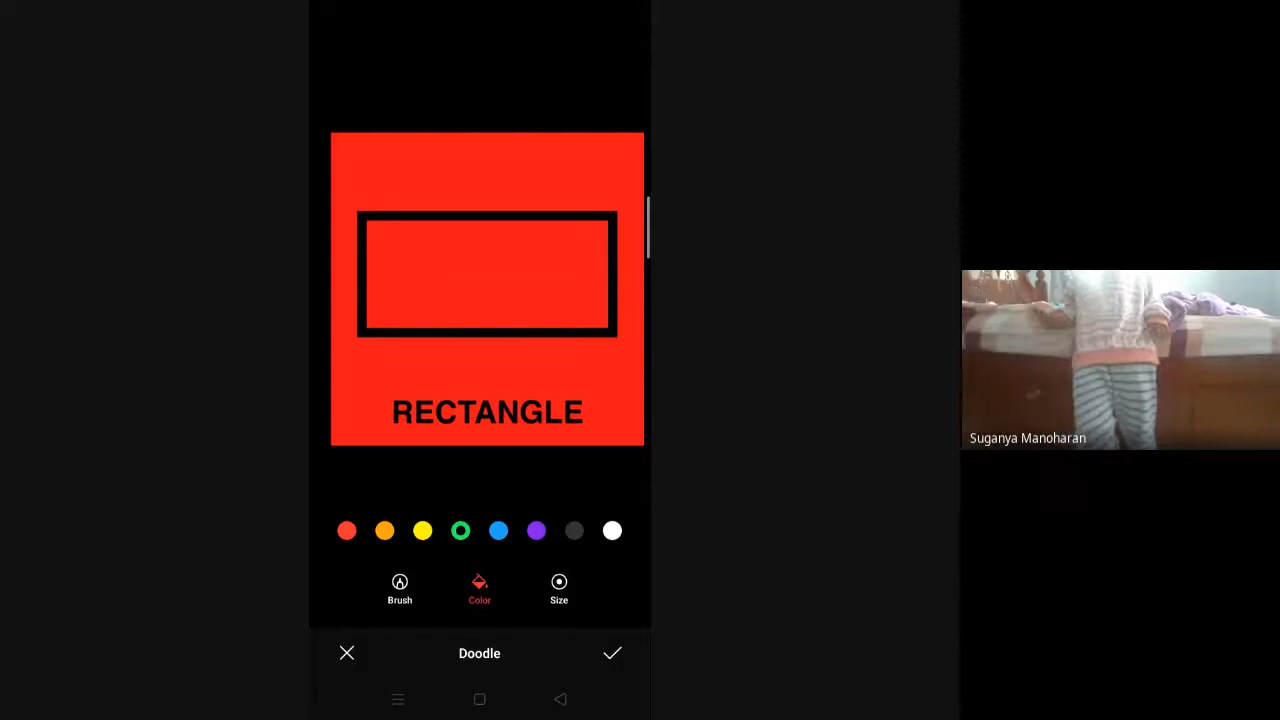 RECTANGLE
Suganya Manoharan
Brush
Color
Size
Doodle